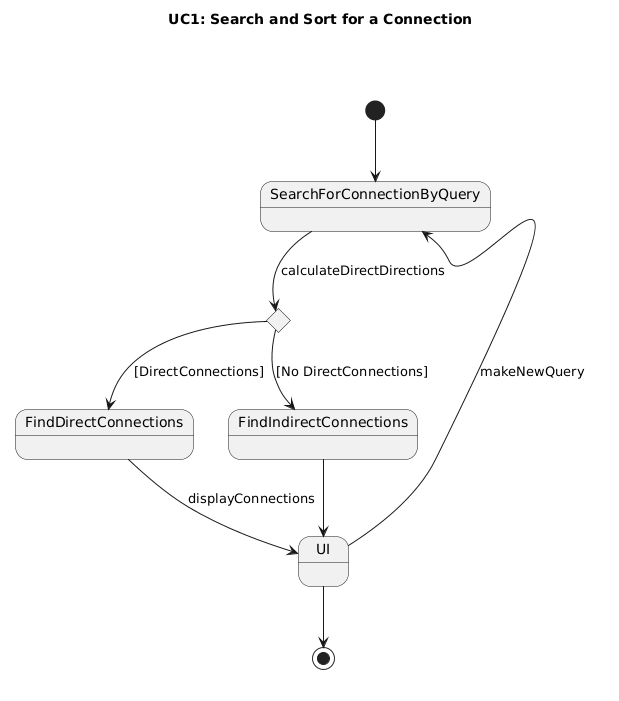 UC1: Search and Sort for a Connection
SearchForConnectionByQuery
calculateDirectDirections
[DirectConnections]
[No DirectConnections]
makeNewQuery
FindDirectConnections
FindIndirectConnections
displayConnections
UI